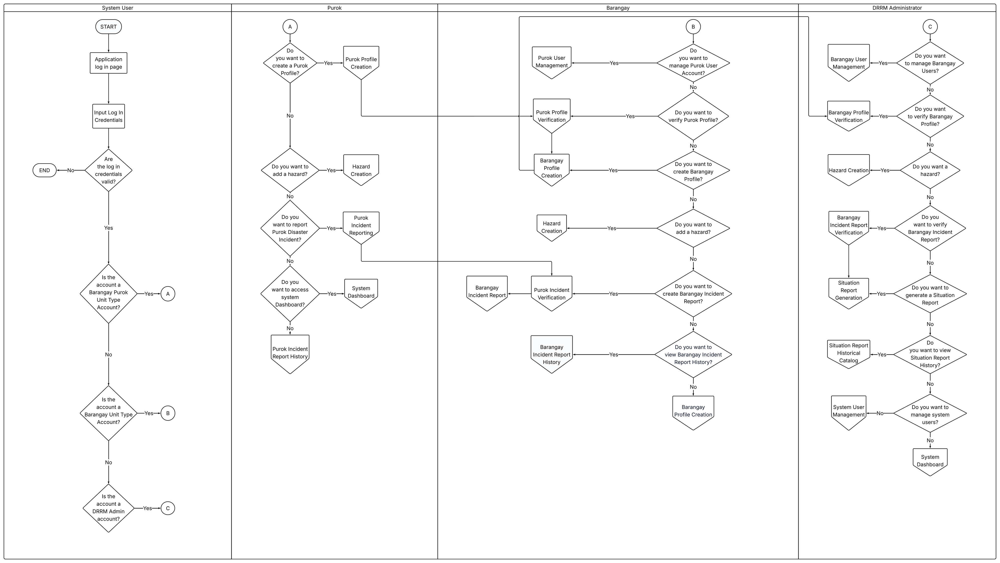 System User
START
Application
log in page
Input Log In
Credentials
Are
the log in
credentials
valid?
No
END
Yes
Is the
account a
Barangay Purok
Unit Type
Account?
Yes
A
No
Is the
account a
Barangay Unit Type
Account?
Yes
B
No
Is the
account a
DRRM Admin
account?
Yes
C
Purok
A
Do
you want to
create a Purok
Profile?
Yes
Purok Profile
Creation
No
Do you want to
add a hazard?
Yes
Hazard
Creation
No
Do you
want to report
Purok Disaster
Incident?
Yes
Purok
Incident
Reporting
No
Do you
want to access
system
Dashboard?
Yes
System
Dashboard
No
Purok Incident
Report History
Barangay
B
Do
you want to
manage Purok User
Account?
Yes
Purok User
Management
No
Do you want to
verify Purok Profile?
Yes
Purok Profile
Verification
No
Do you want to
create Barangay
Profile?
Yes
Barangay
Profile
Creation
No
Do you want to
add a hazard?
Yes
Hazard
Creation
No
Do you want to
create Barangay Incident
Report?
Yes
Purok Incident
Verification
Barangay
Incident Report
No
Do you want to
view Barangay Incident
Report History?
Yes
Barangay
Incident Report
History
No
Barangay
Profile Creation
DRRM Administrator
C
Do you want
to manage Barangay
Users?
Yes
Barangay User
Management
No
Do you want
to verify Barangay
Profile?
Yes
Barangay Profile
Verification
No
Do you want a
hazard?
Yes
Hazard Creation
No
Do you
want to verify
Barangay Incident
Report?
Yes
Barangay
Incident Report
Verification
No
Do you want to
generate a Situation
Report
Yes
Situation
Report
Generation
No
Do
you want to view
Situation Report
History?
Yes
Situation Report
Historical
Catalog
No
Do you want to
manage system
users?
No
System User
Management
No
System
Dashboard